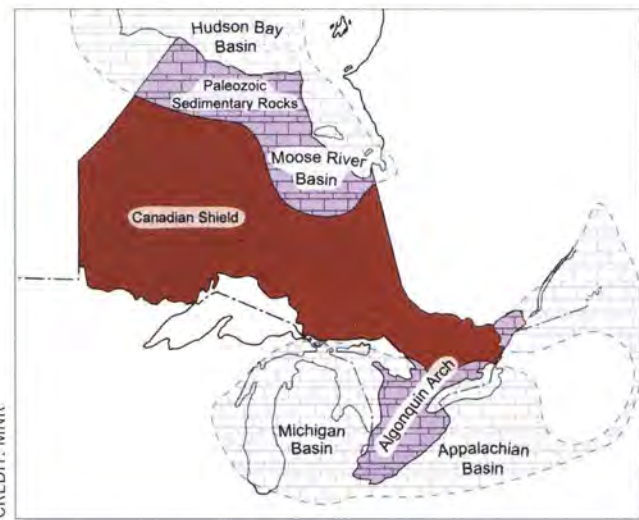 Hudson Bay
Basin
Paleozoic
Sedimentary Rocks
Moose River
Basin
Canadian Shield
Algonquin Arch
Michigan
Basin
Appalachian
Basin
CREDIT: MNR